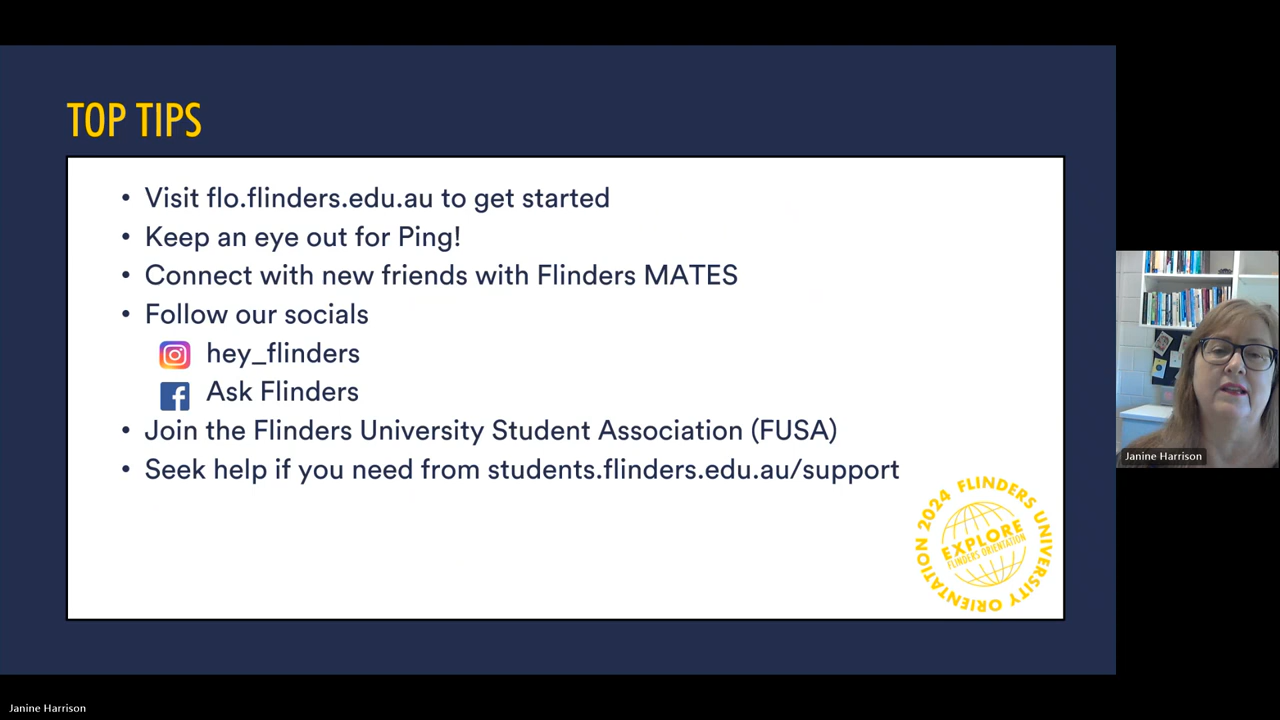 TOP TIPS
• Visit flo.flinders.edu.au to get started
• Keep an eye out for Ping!
• Connect with new friends with Flinders MATES
• Follow our socials
hey_flinders
Ask Flinders
• Join the Flinders University Student Association (FUSA)
• Seek help if you need from students.flinders.edu.au/support
FLINDERS UNIVERSITY ORIENTATION 2024
EXPLORE
FLINDERS ORIENTATION
Janine Harrison
Janine Harrison